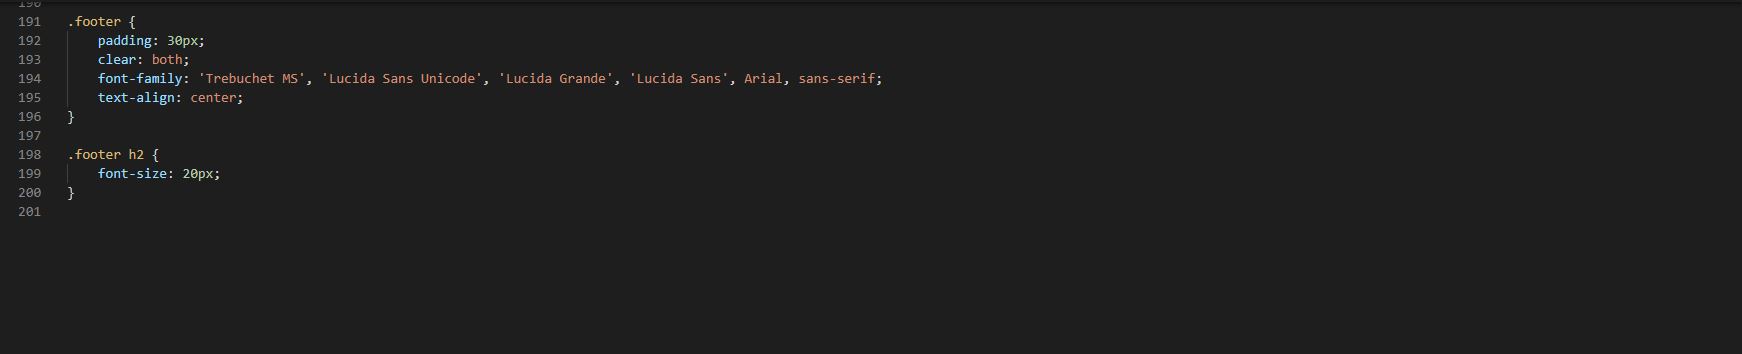 190
191 .footer {
192     padding: 30px;
193     clear: both;
194     font-family: 'Trebuchet MS', 'Lucida Sans Unicode', 'Lucida Grande', 'Lucida Sans', Arial, sans-serif;
195     text-align: center;
196 }
197
198 .footer h2 {
199     font-size: 20px;
200 }
201